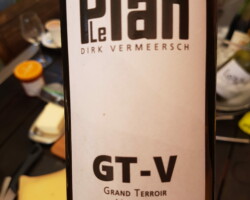 Le Plan
DIRK VERMEERSCH
GT-V
GRAND TERROIR